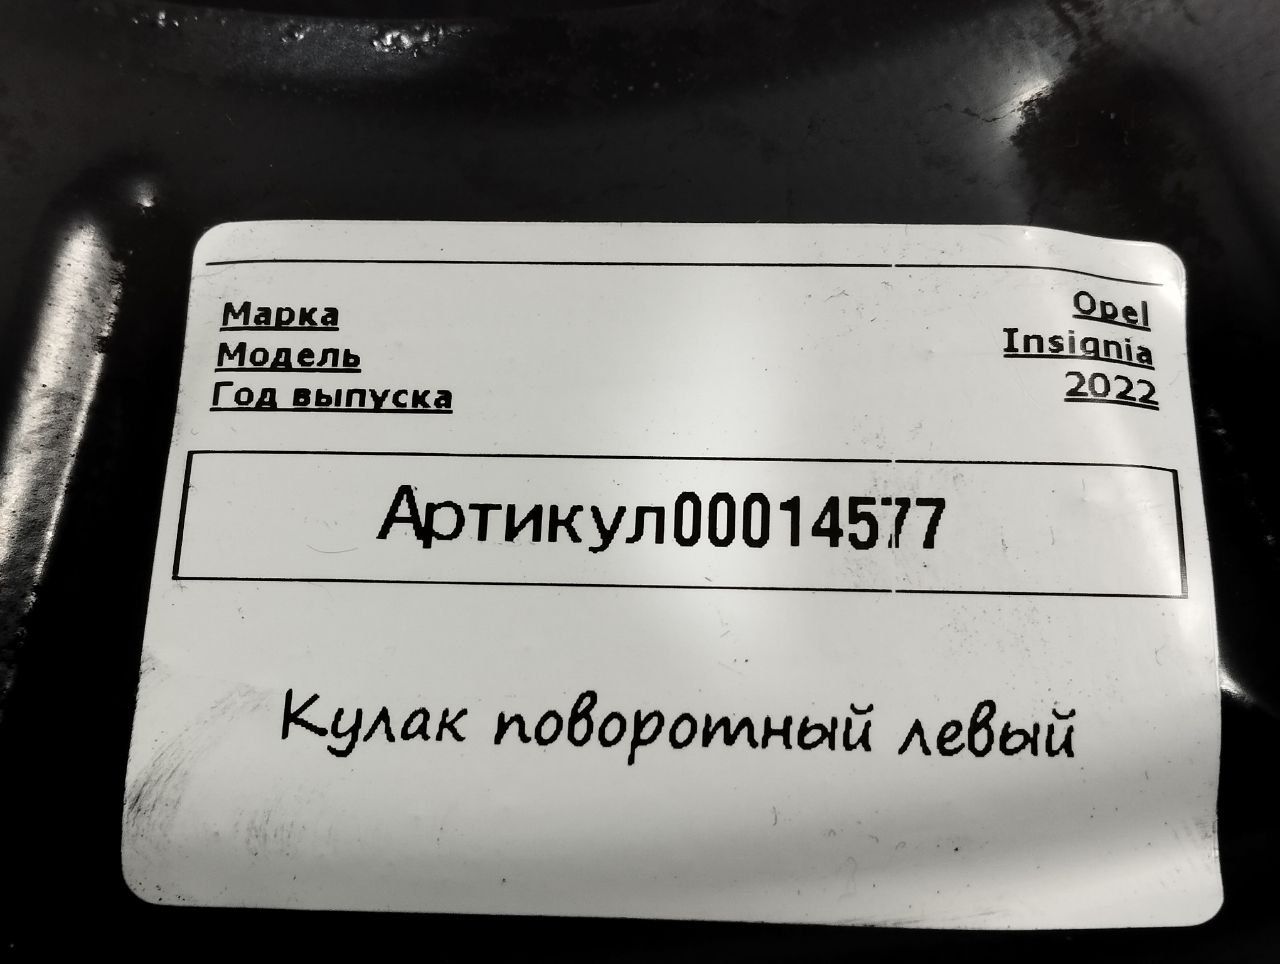 Марка Opel
Модель Insignia
Год выпуска 2022
Артикул00014577
Кулак поворотный левый